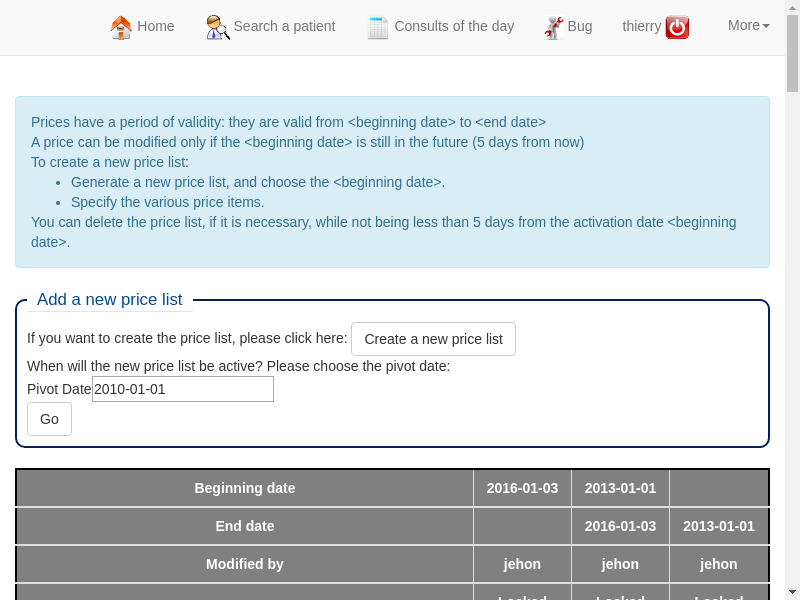 Home Search a patient Consults of the day Bug thierry More
Prices have a period of validity: they are valid from <beginning date> to <end date>
A price can be modified only if the <beginning date> is still in the future (5 days from now)
To create a new price list:
• Generate a new price list, and choose the <beginning date>.
• Specify the various price items.
You can delete the price list, if it is necessary, while not being less than 5 days from the activation date <beginning
date>.
Add a new price list
If you want to create the price list, please click here: Create a new price list
When will the new price list be active? Please choose the pivot date:
Pivot Date 2010-01-01
Go
Beginning date 2016-01-03 2013-01-01
End date 2016-01-03 2013-01-01
Modified by jehon jehon jehon
Locked Locked Locked